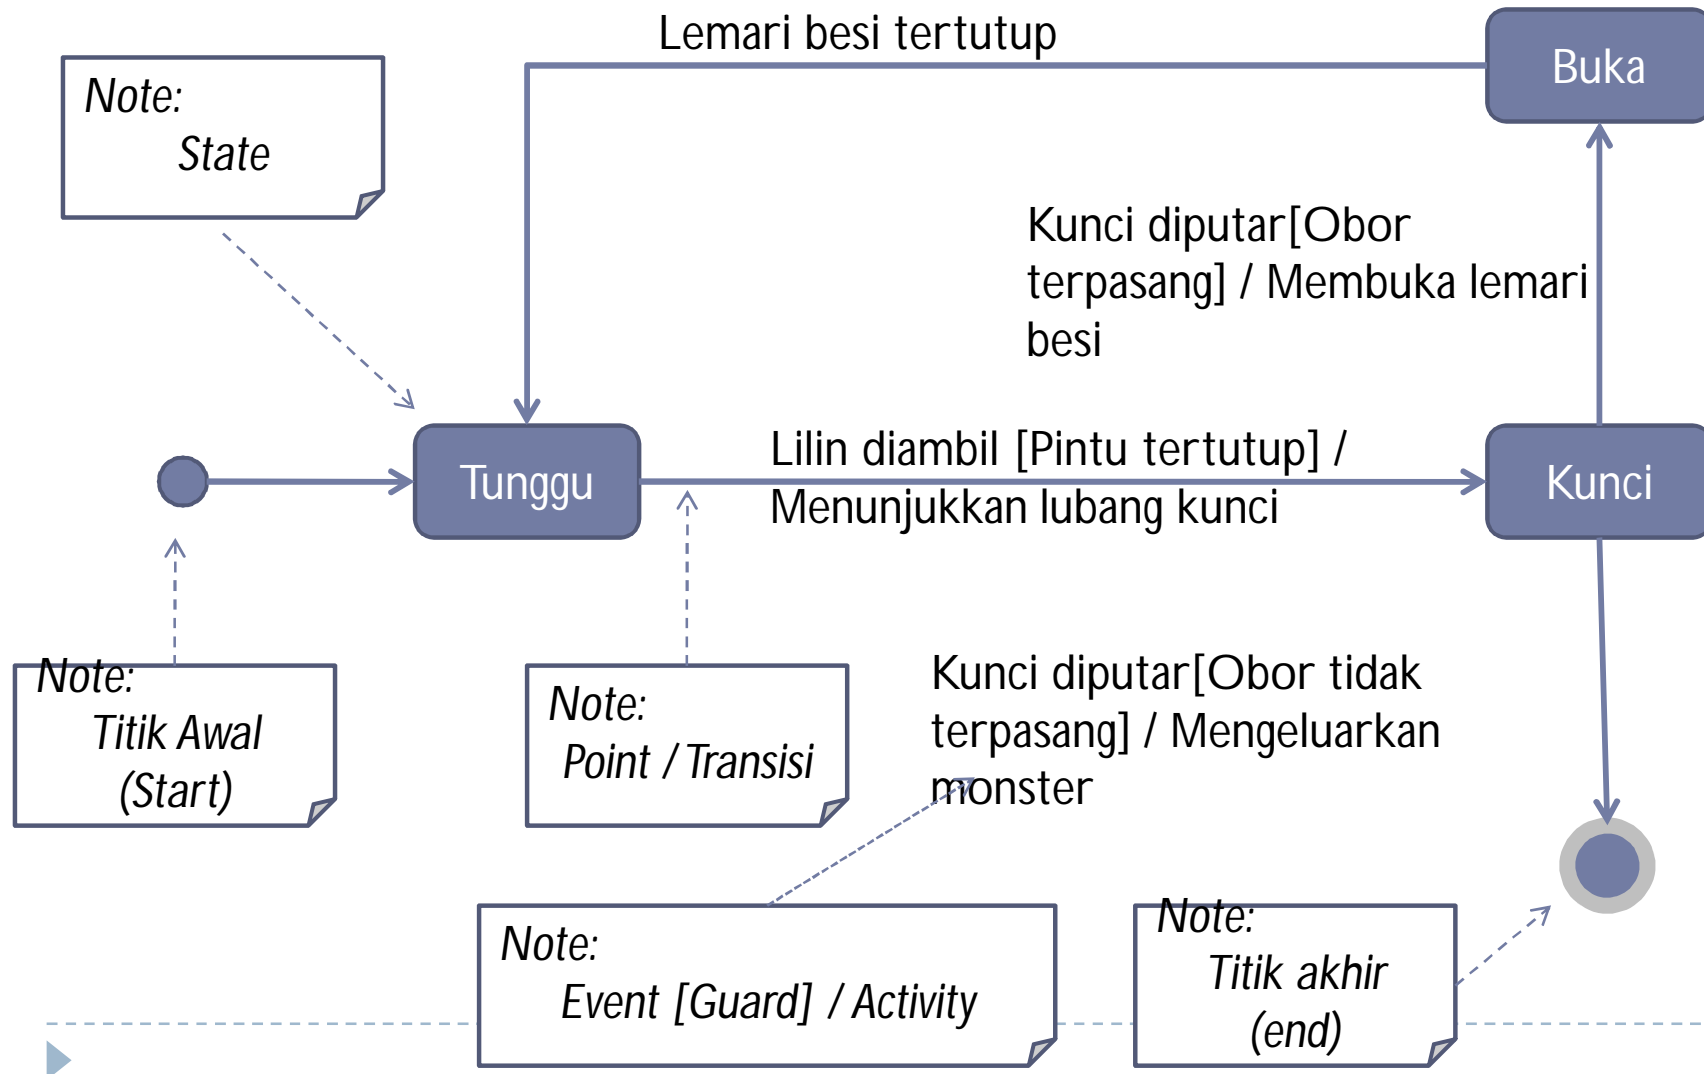 Lemari besi tertutup
Buka
Note:
State
Kunci diputar[Obor
terpasang] / Membuka lemari
besi
Tunggu
Lilin diambil [Pintu tertutup] /
Menunjukkan lubang kunci
Kunci
Note:
Titik Awal
(Start)
Note:
Point / Transisi
Kunci diputar[Obor tidak
terpasang] / Mengeluarkan
monster
Note:
Event [Guard] / Activity
Note:
Titik akhir
(end)